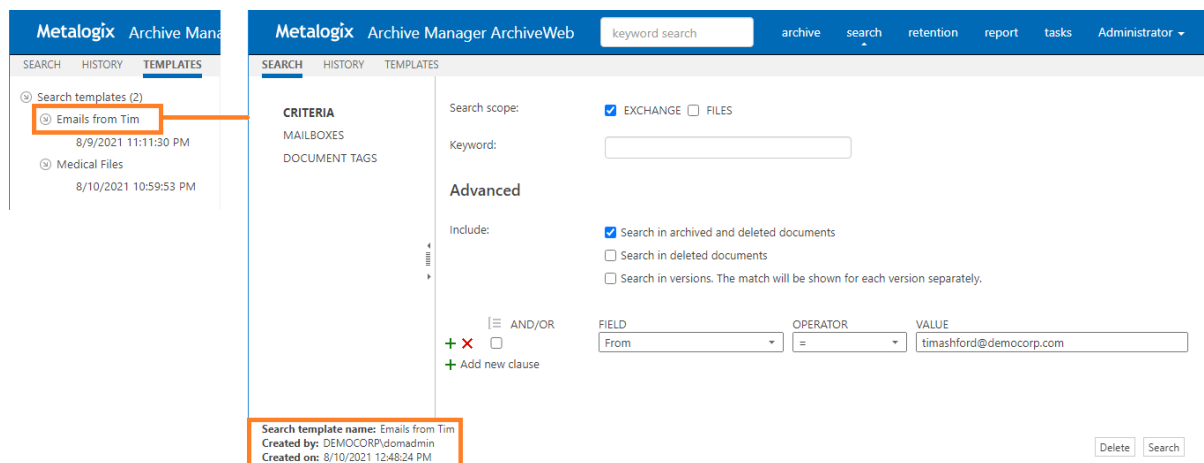 Metalogix Archive Mana
SEARCH HISTORY TEMPLATES
Search templates (2)
Emails from Tim
8/9/2021 11:11:30 PM
Medical Files
8/10/2021 10:59:53 PM
Metalogix Archive Manager ArchiveWeb keyword search archive search retention report tasks Administrator
SEARCH HISTORY TEMPLATES
CRITERIA
MAILBOXES
DOCUMENT TAGS
Search scope: EXCHANGE FILES
Keyword:
Advanced
Include: Search in archived and deleted documents
Search in deleted documents
Search in versions. The match will be shown for each version separately.
AND/OR FIELD OPERATOR VALUE
From = timashford@democorp.com
Add new clause
Search template name: Emails from Tim
Created by: DEMOCORP\domadmin
Created on: 8/10/2021 12:48:24 PM
Delete Search